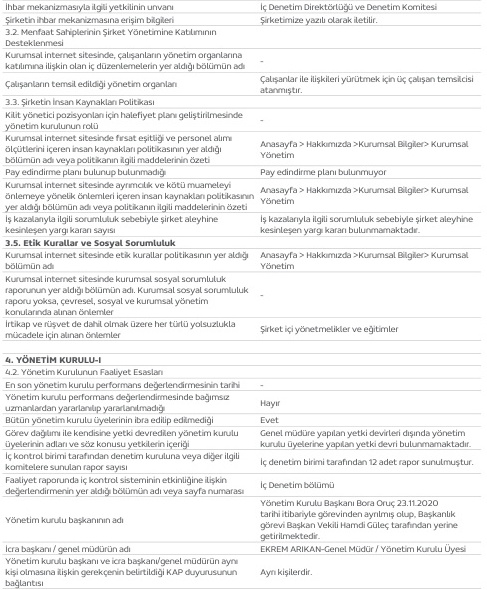 İhbar mekanizmasıyla ilgili yetkilinin unvanı
İç Denetim Direktörlüğü ve Denetim Komitesi
Şirketin ihbar mekanizmasına erişim bilgileri
Şirketimize yazılı olarak iletilir.
3.2. Menfaat Sahiplerinin Şirket Yönetimine Katılımının
Desteklenmesi
Kurumsal internet sitesinde, çalışanların yönetim organlarına
katılımına ilişkin olan iç düzenlemelerin yer aldığı bölümün adı
-
Çalışanların temsil edildiği yönetim organları
Çalışanlar ile ilişkileri yürütmek için üç çalışan temsilcisi
atanmıştır.
3.3. Şirketin İnsan Kaynakları Politikası
Kilit yönetici pozisyonları için halefiyet planı geliştirilmesinde
yönetim kurulunun rolü
-
Kurumsal internet sitesinde fırsat eşitliği ve personel alımı
ölçütlerini içeren insan kaynakları politikasının yer aldığı
bölümün adı veya politikanın ilgili maddelerinin özeti
Anasayfa > Hakkımızda >Kurumsal Bilgiler> Kurumsal
Yönetim
Pay edindirme planı bulunup bulunmadığı
Pay edindirme planı bulunmuyor
Kurumsal internet sitesinde ayrımcılık ve kötü muameleyi
önlemeye yönelik önlemleri içeren insan kaynakları politikasının
yer aldığı bölümün adı veya politikanın ilgili maddelerinin özeti
Anasayfa > Hakkımızda >Kurumsal Bilgiler> Kurumsal
Yönetim
İş kazalarıyla ilgili sorumluluk sebebiyle şirket aleyhine
kesinleşen yargı kararı sayısı
İş kazalarıyla ilgili sorumluluk sebebiyle şirket aleyhine
kesinleşen yargı kararı bulunmamaktadır.
3.5. Etik Kurallar ve Sosyal Sorumluluk
Kurumsal internet sitesinde etik kurallar politikasının yer aldığı
bölümün adı
Anasayfa > Hakkımızda >Kurumsal Bilgiler> Kurumsal
Yönetim
Kurumsal internet sitesinde kurumsal sosyal sorumluluk
raporunun yer aldığı bölümün adı. Kurumsal sosyal sorumluluk
raporu yoksa, çevresel, sosyal ve kurumsal yönetim
konularında alınan önlemler
-
İrtikap ve rüşvet de dahil olmak üzere her türlü yolsuzlukla
mücadele için alınan önlemler
Şirket içi yönetmelikler ve eğitimler
4. YÖNETİM KURULU-I
4.2. Yönetim Kurulunun Faaliyet Esasları
En son yönetim kurulu performans değerlendirmesinin tarihi
-
Yönetim kurulu performans değerlendirmesinde bağımsız
uzmanlardan yararlanılıp yararlanılmadığı
Hayır
Bütün yönetim kurulu üyelerinin ibra edilip edilmediği
Evet
Görev dağılımı ile kendisine yetki devredilen yönetim kurulu
üyelerinin adları ve söz konusu yetkilerin içeriği
Genel müdüre yapılan yetki devirleri dışında yönetim
kurulu üyelerine yapılan yetki devri bulunmamaktadır.
İç kontrol birimi tarafından denetim kuruluna veya diğer ilgili
komitelere sunulan rapor sayısı
İç denetim birimi tarafından 12 adet rapor sunulmuştur.
Faaliyet raporunda iç kontrol sisteminin etkinliğine ilişkin
değerlendirmenin yer aldığı bölümün adı veya sayfa numarası
İç Denetim bölümü
Yönetim kurulu başkanının adı
Yönetim Kurulu Başkanı Bora Oruç 23.11.2020
tarihi itibariyle görevinden ayrılmış olup, Başkanlık
görevi Başkan Vekili Hamdi Güleç tarafından yerine
getirilmektedir.
İcra başkanı / genel müdürün adı
EKREM ARIKAN-Genel Müdür / Yönetim Kurulu Üyesi
Yönetim kurulu başkanı ve icra başkanı/genel müdürün aynı
kişi olmasına ilişkin gerekçenin belirtildiği KAP duyurusunun
bağlantısı
Ayrı kişilerdir.